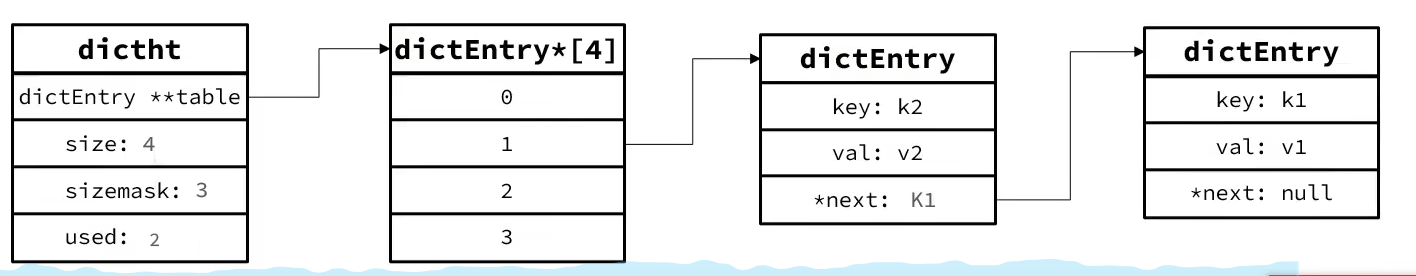 dictht
dictEntry **table
size: 4
sizemask: 3
used: 2
dictEntry*[4]
0
1
2
3
dictEntry
key: k2
val: v2
*next: K1
dictEntry
key: k1
val: v1
*next: null